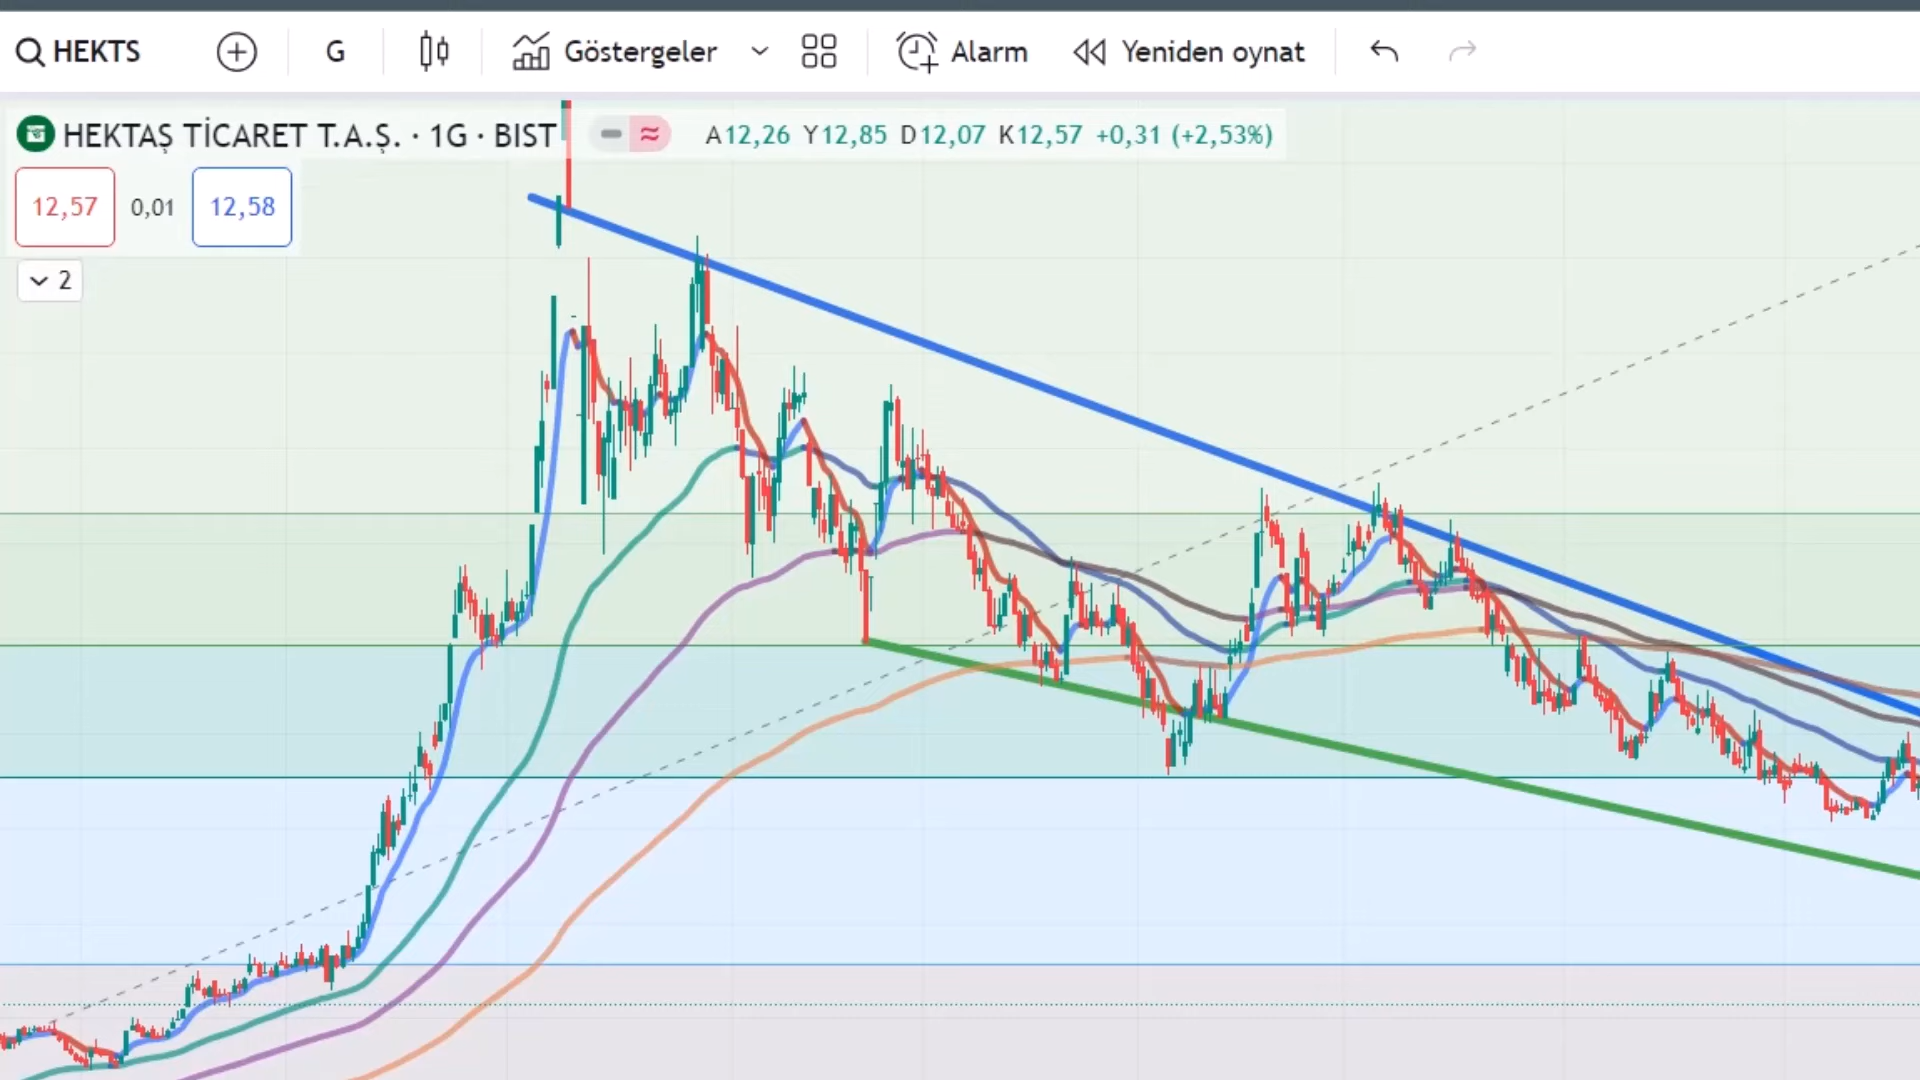 HEKTS G Göstergeler Alarm Yeniden oynat
HEKTAŞ TİCARET T.A.Ş. · 1G · BIST A12,26 Y12,85 D12,07 K12,57 +0,31 (+2,53%)
12,57 0,01 12,58
2